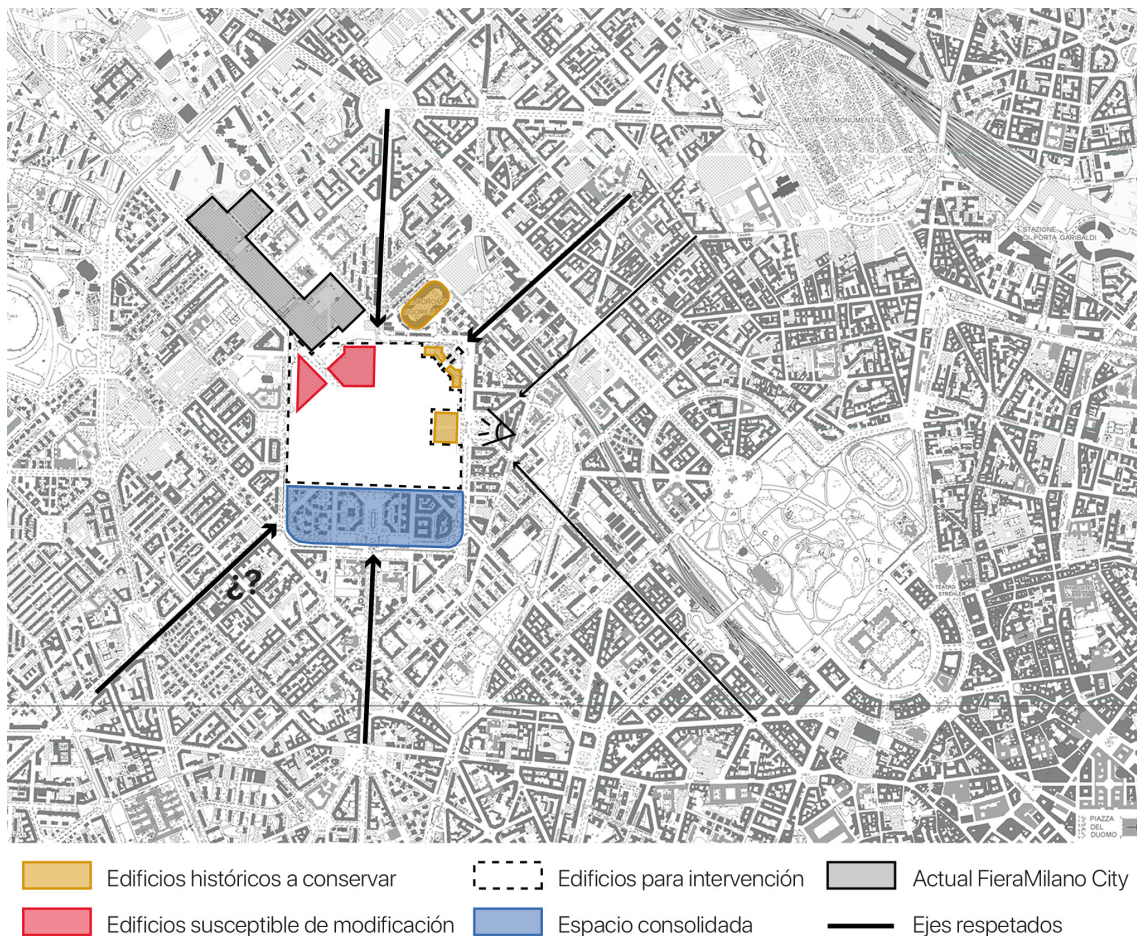 CIMITERO MONUMENTALE
STAZIONE
DI PORTA GARIBALDI
¿?
STREHLER
PIAZZA
DEL
DUOMO
Edificios históricos a conservar
Edificios para intervención
Actual FieraMilano City
Edificios susceptible de modificación
Espacio consolidada
Ejes respetados